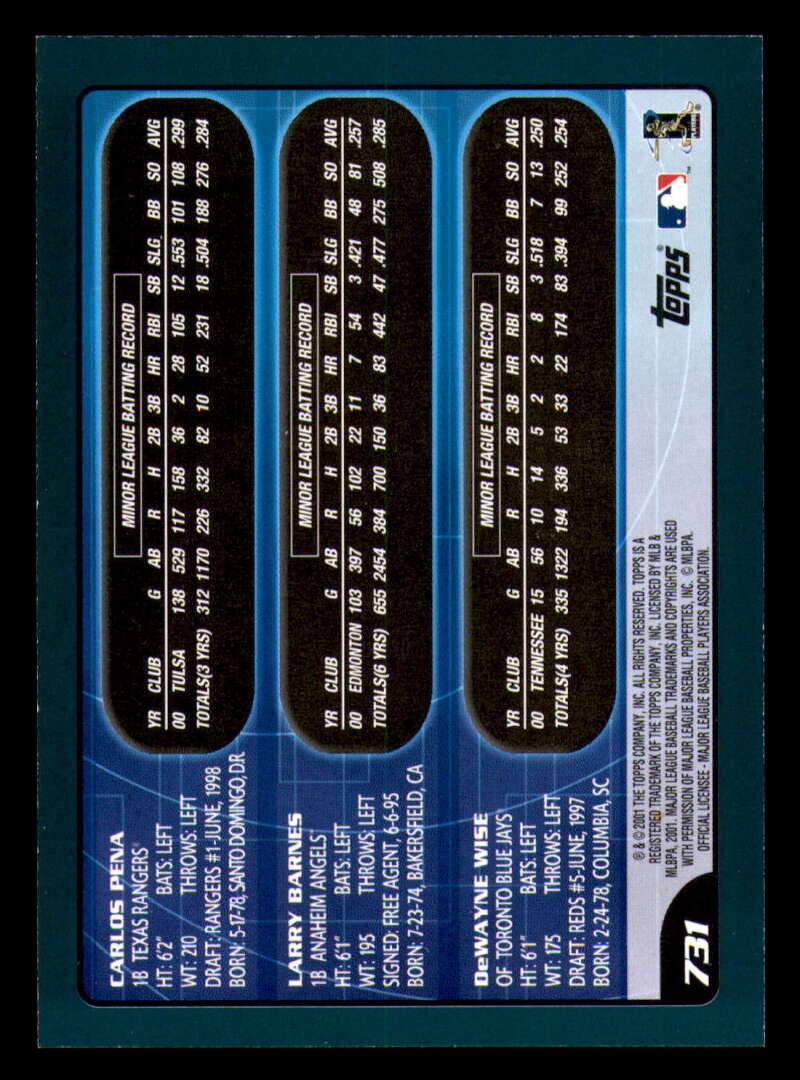 CARLOS PENA
1B TEXAS RANGERS®
HT: 6'2" BATS: LEFT
WT: 210 THROWS: LEFT
DRAFT: RANGERS #1-JUNE, 1998
BORN: 5-17-78, SANTO DOMINGO, D.R.
MINOR LEAGUE BATTING RECORD
YR CLUB G AB R H 2B 3B HR RBI SB SLG BB SO AVG
00 TULSA 138 529 117 158 36 2 28 105 12 .553 101 108 .299
TOTALS(3 YRS) 312 1170 226 332 82 10 52 231 18 .504 188 276 .284
LARRY BARNES
1B ANAHEIM ANGELS®
HT: 6'1" BATS: LEFT
WT: 195 THROWS: LEFT
SIGNED: FREE AGENT, 6-6-95
BORN: 7-23-74, BAKERSFIELD, CA
MINOR LEAGUE BATTING RECORD
YR CLUB G AB R H 2B 3B HR RBI SB SLG BB SO AVG
00 EDMONTON 103 397 56 102 22 11 7 54 3 .421 48 81 .257
TOTALS(6 YRS) 655 2454 384 700 150 36 83 442 47 .477 275 508 .285
DeWAYNE WISE
OF TORONTO BLUE JAYS
HT: 6'1" BATS: LEFT
WT: 175 THROWS: LEFT
DRAFT: REDS #5-JUNE, 1997
BORN: 2-24-78, COLUMBIA, SC
MINOR LEAGUE BATTING RECORD
YR CLUB G AB R H 2B 3B HR RBI SB SLG BB SO AVG
00 TENNESSEE 15 56 10 14 5 2 2 8 3 .518 7 13 .250
TOTALS(4 YRS) 335 1322 194 336 53 33 22 174 83 .394 99 252 .254
731
® & © 2001 THE TOPPS COMPANY, INC. ALL RIGHTS RESERVED. TOPPS IS A
REGISTERED TRADEMARK OF THE TOPPS COMPANY, INC. LICENSED BY MLB &
MLBPA, 2001. MAJOR LEAGUE BASEBALL TRADEMARKS AND COPYRIGHTS ARE USED
WITH PERMISSION OF MAJOR LEAGUE BASEBALL PROPERTIES, INC. © MLBPA.
OFFICIAL LICENSEE - MAJOR LEAGUE BASEBALL PLAYERS ASSOCIATION.
Topps®
™